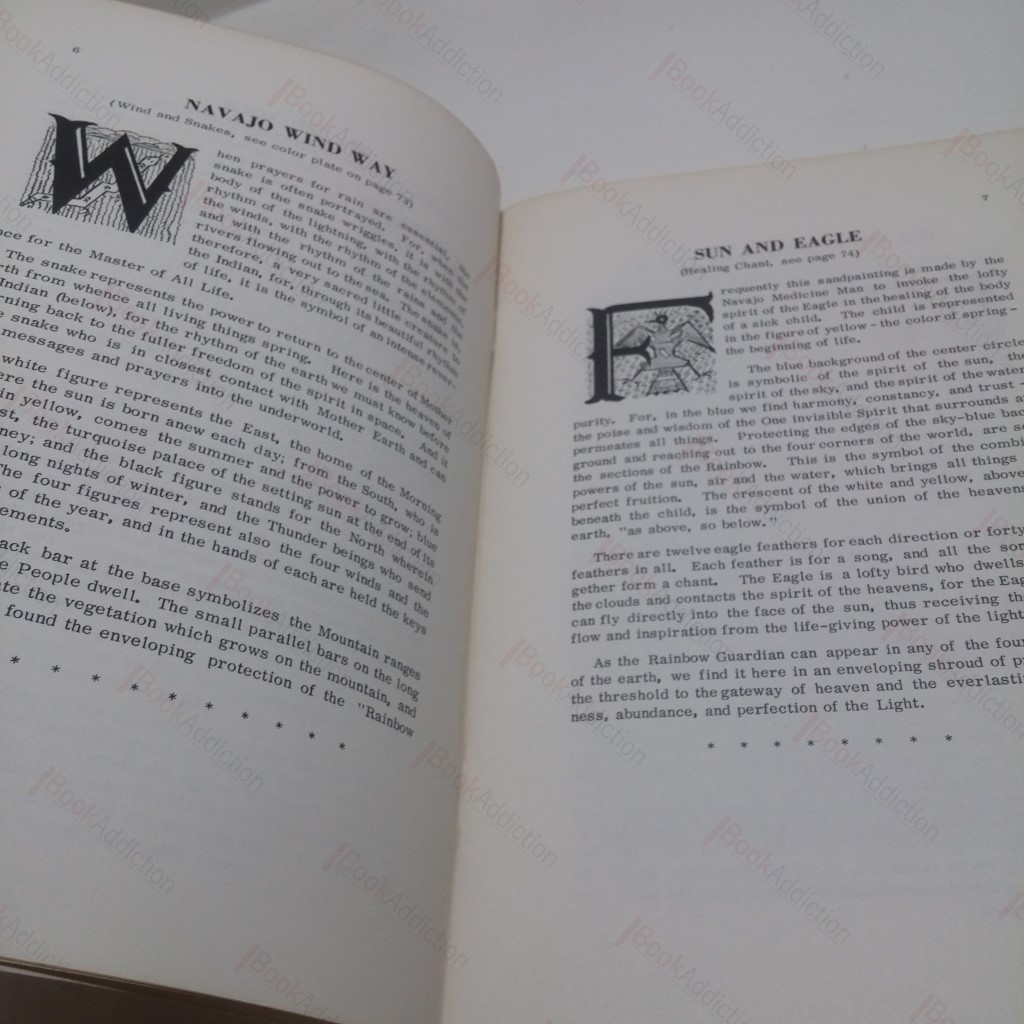 6
NAVAJO WIND WAY
(Wind and Snakes, see color plate on page 73)
When prayers for rain are essential, the
snake is often portrayed. For, when the
body of the snake wriggles, it is with the
rhythm of the lightning, with the rhythm of
the winds, with the rhythm of the elements
and with the rhythm of the rains and the
rivers flowing out to the sea. The snake is,
therefore, a very sacred little creature to
the Indian, for, through its beautiful rhythm
of life, it is the symbol of an intense rever-
ence for the Master of All Life.
The snake represents the power to return to the center of Mother
from whence all living things spring. Here is the heaven of
Indian (below), for the rhythm of the earth we must know before
back to the fuller freedom of the spirit in space. And it
snake who is in closest contact with Mother Earth and can
messages and prayers into the underworld.
white figure represents the East, the home of the Morning
the sun is born anew each day; from the South, who is
in yellow, comes the summer and the power to grow; blue
the turquoise palace of the setting sun at the end of its
and the black figure stands for the North wherein
long nights of winter, and the Thunder beings who send
The four figures represent also the four winds and the
of the year, and in the hands of each are held the keys
bar at the base symbolizes the Mountain ranges
People dwell. The small parallel bars on the long
the vegetation which grows on the mountain, and
found the enveloping protection of the "Rainbow
* * * * * * * * *
7
SUN AND EAGLE
(Healing Chant, see page 74)
Frequently this sandpainting is made by the
Navajo Medicine Man to invoke the lofty
spirit of the Eagle in the healing of the body
of a sick child. The child is represented
in the figure of yellow - the color of spring -
the beginning of life.
The blue background of the center circle
is symbolic of the spirit of the sun, the
spirit of the sky, and the spirit of the water
purity. For, in the blue we find harmony, constancy, and trust -
the poise and wisdom of the One invisible Spirit that surrounds a
permeates all things. Protecting the edges of the sky-blue back
ground and reaching out to the four corners of the world, are se
the sections of the Rainbow. This is the symbol of the combi
powers of the sun, air and the water, which brings all things
perfect fruition. The crescent of the white and yellow, above
beneath the child, is the symbol of the union of the heavens
earth, "as above, so below."
There are twelve eagle feathers for each direction or forty
feathers in all. Each feather is for a song, and all the son
gether form a chant. The Eagle is a lofty bird who dwells
the clouds and contacts the spirit of the heavens, for the Eag
can fly directly into the face of the sun, thus receiving th
flow and inspiration from the life-giving power of the light
As the Rainbow Guardian can appear in any of the four
of the earth, we find it here in an enveloping shroud of pr
the threshold to the gateway of heaven and the everlasti
ness, abundance, and perfection of the Light.
* * * * * * * *
BookAddiction